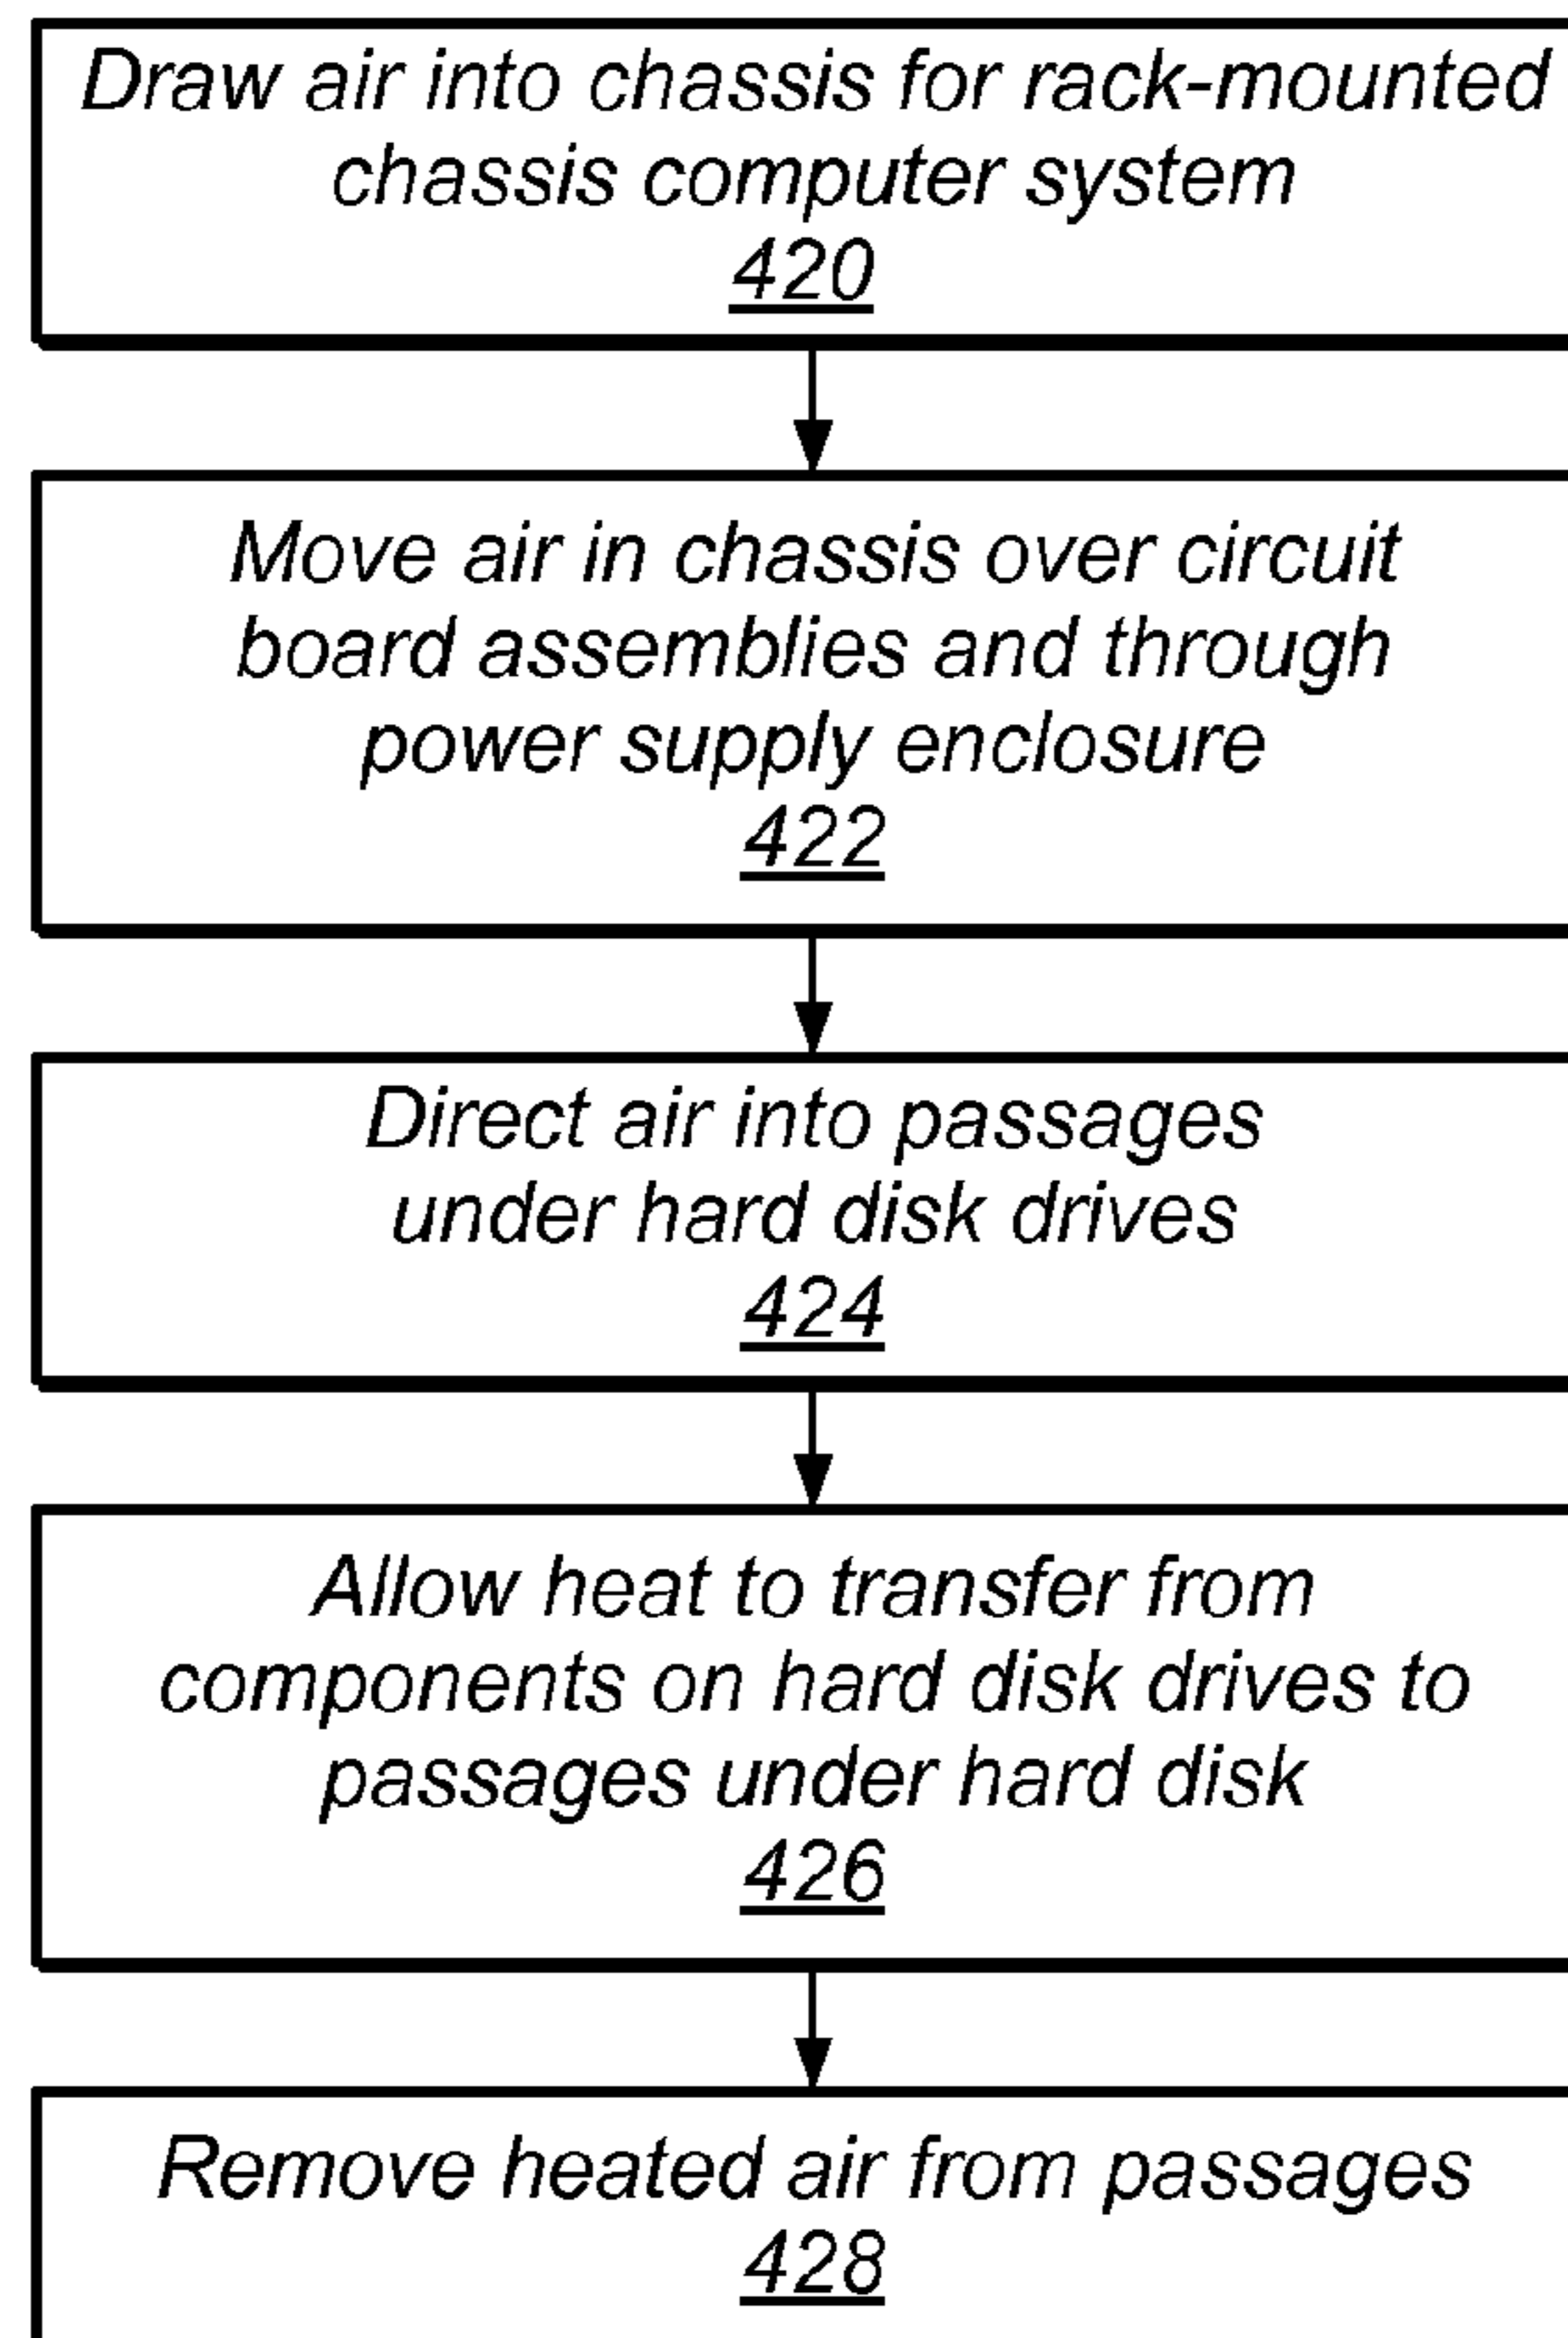 Draw air into chassis for rack-mounted
chassis computer system
420
Move air in chassis over circuit
board assemblies and through
power supply enclosure
422
Direct air into passages
under hard disk drives
424
Allow heat to transfer from
components on hard disk drives to
passages under hard disk
426
Remove heated air from passages
428